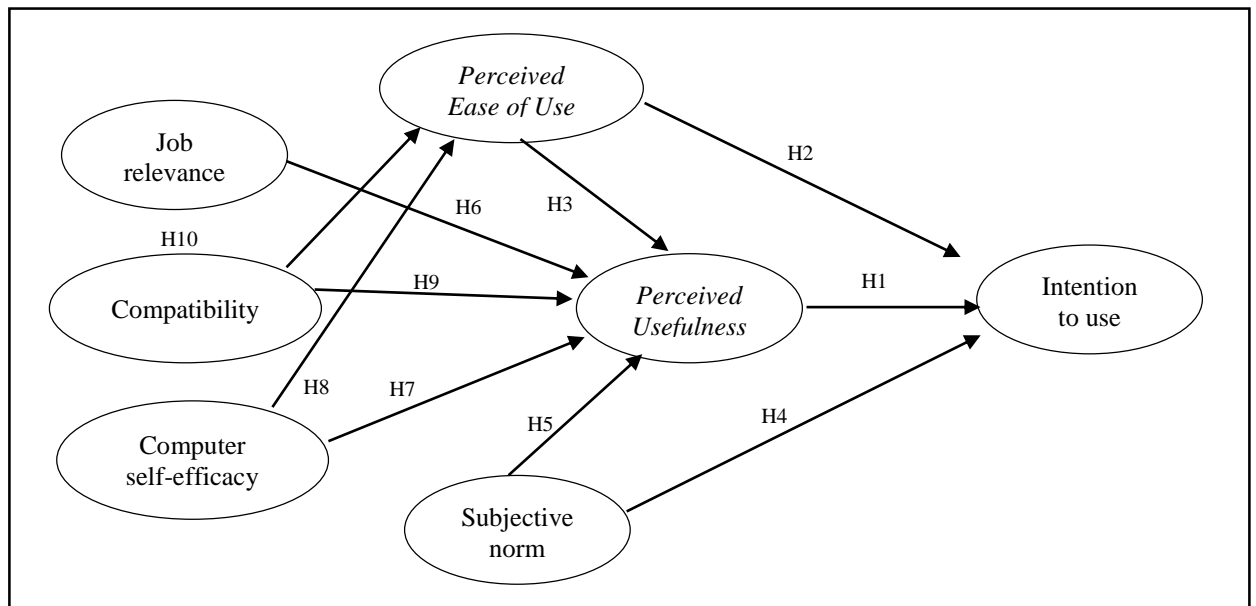 Perceived
Ease of Use
Job
relevance
H2
H6
H3
H10
Compatibility
H9
Perceived
Usefulness
H1
Intention
to use
H8
H7
H5
H4
Computer
self-efficacy
Subjective
norm